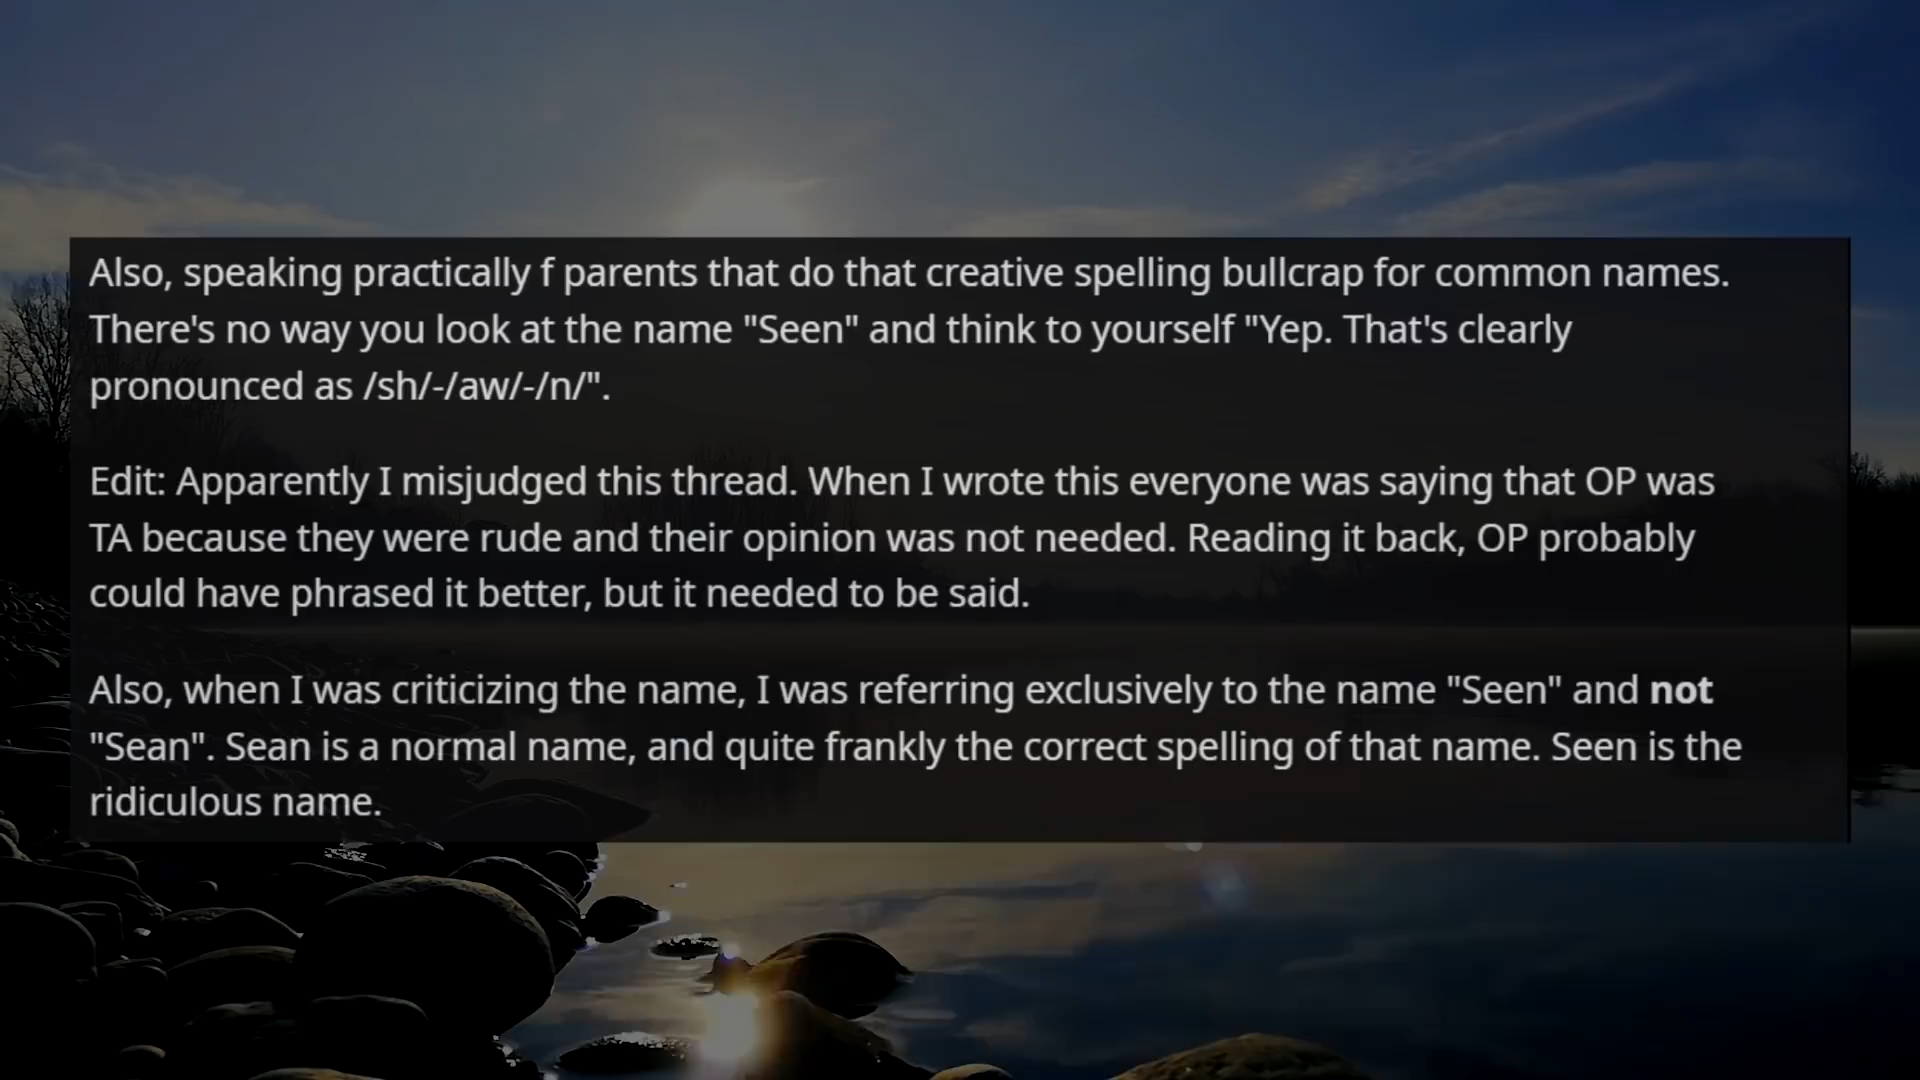 Also, speaking practically f parents that do that creative spelling bullcrap for common names.
There's no way you look at the name "Seen" and think to yourself "Yep. That's clearly
pronounced as /sh/-/aw/-/n/".
Edit: Apparently I misjudged this thread. When I wrote this everyone was saying that OP was
TA because they were rude and their opinion was not needed. Reading it back, OP probably
could have phrased it better, but it needed to be said.
Also, when I was criticizing the name, I was referring exclusively to the name "Seen" and not
"Sean". Sean is a normal name, and quite frankly the correct spelling of that name. Seen is the
ridiculous name.